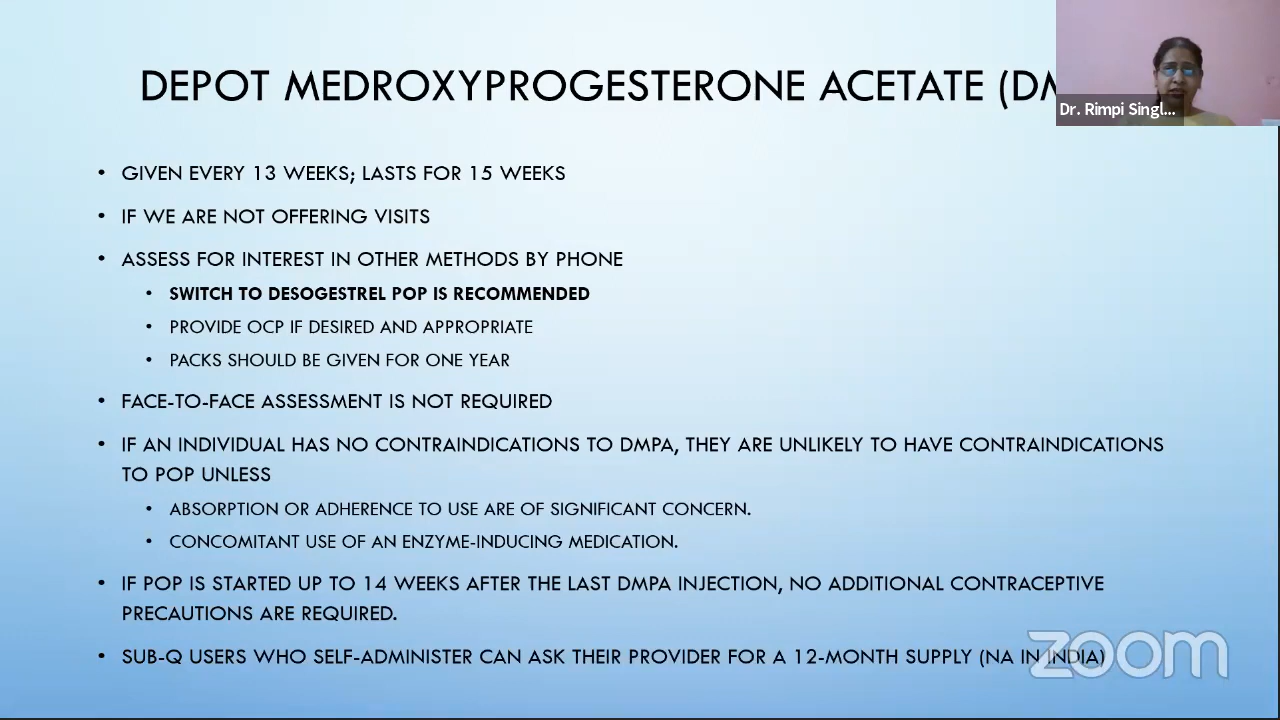 DEPOT MEDROXYPROGESTERONE ACETATE (DM
Dr. Rimpi Singl...
• GIVEN EVERY 13 WEEKS; LASTS FOR 15 WEEKS
• IF WE ARE NOT OFFERING VISITS
• ASSESS FOR INTEREST IN OTHER METHODS BY PHONE
• SWITCH TO DESOGESTREL POP IS RECOMMENDED
• PROVIDE OCP IF DESIRED AND APPROPRIATE
• PACKS SHOULD BE GIVEN FOR ONE YEAR
• FACE-TO-FACE ASSESSMENT IS NOT REQUIRED
• IF AN INDIVIDUAL HAS NO CONTRAINDICATIONS TO DMPA, THEY ARE UNLIKELY TO HAVE CONTRAINDICATIONS
TO POP UNLESS
• ABSORPTION OR ADHERENCE TO USE ARE OF SIGNIFICANT CONCERN.
• CONCOMITANT USE OF AN ENZYME-INDUCING MEDICATION.
• IF POP IS STARTED UP TO 14 WEEKS AFTER THE LAST DMPA INJECTION, NO ADDITIONAL CONTRACEPTIVE
PRECAUTIONS ARE REQUIRED.
• SUB-Q USERS WHO SELF-ADMINISTER CAN ASK THEIR PROVIDER FOR A 12-MONTH SUPPLY (NA IN INDIA)
zoom